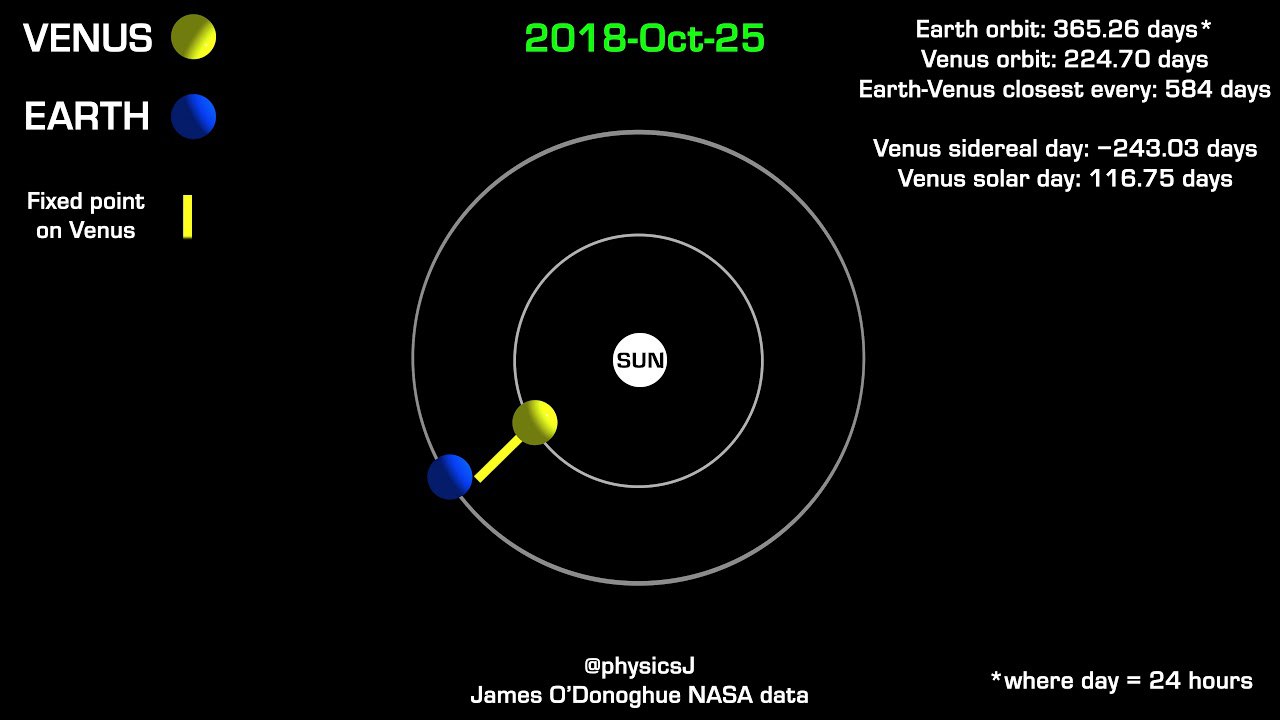 VENUS
EARTH
Fixed point
on Venus
2018-Oct-25
Earth orbit: 365.26 days*
Venus orbit: 224.70 days
Earth-Venus closest every: 584 days
Venus sidereal day: −243.03 days
Venus solar day: 116.75 days
SUN
@physicsJ
James O'Donoghue NASA data
*where day = 24 hours